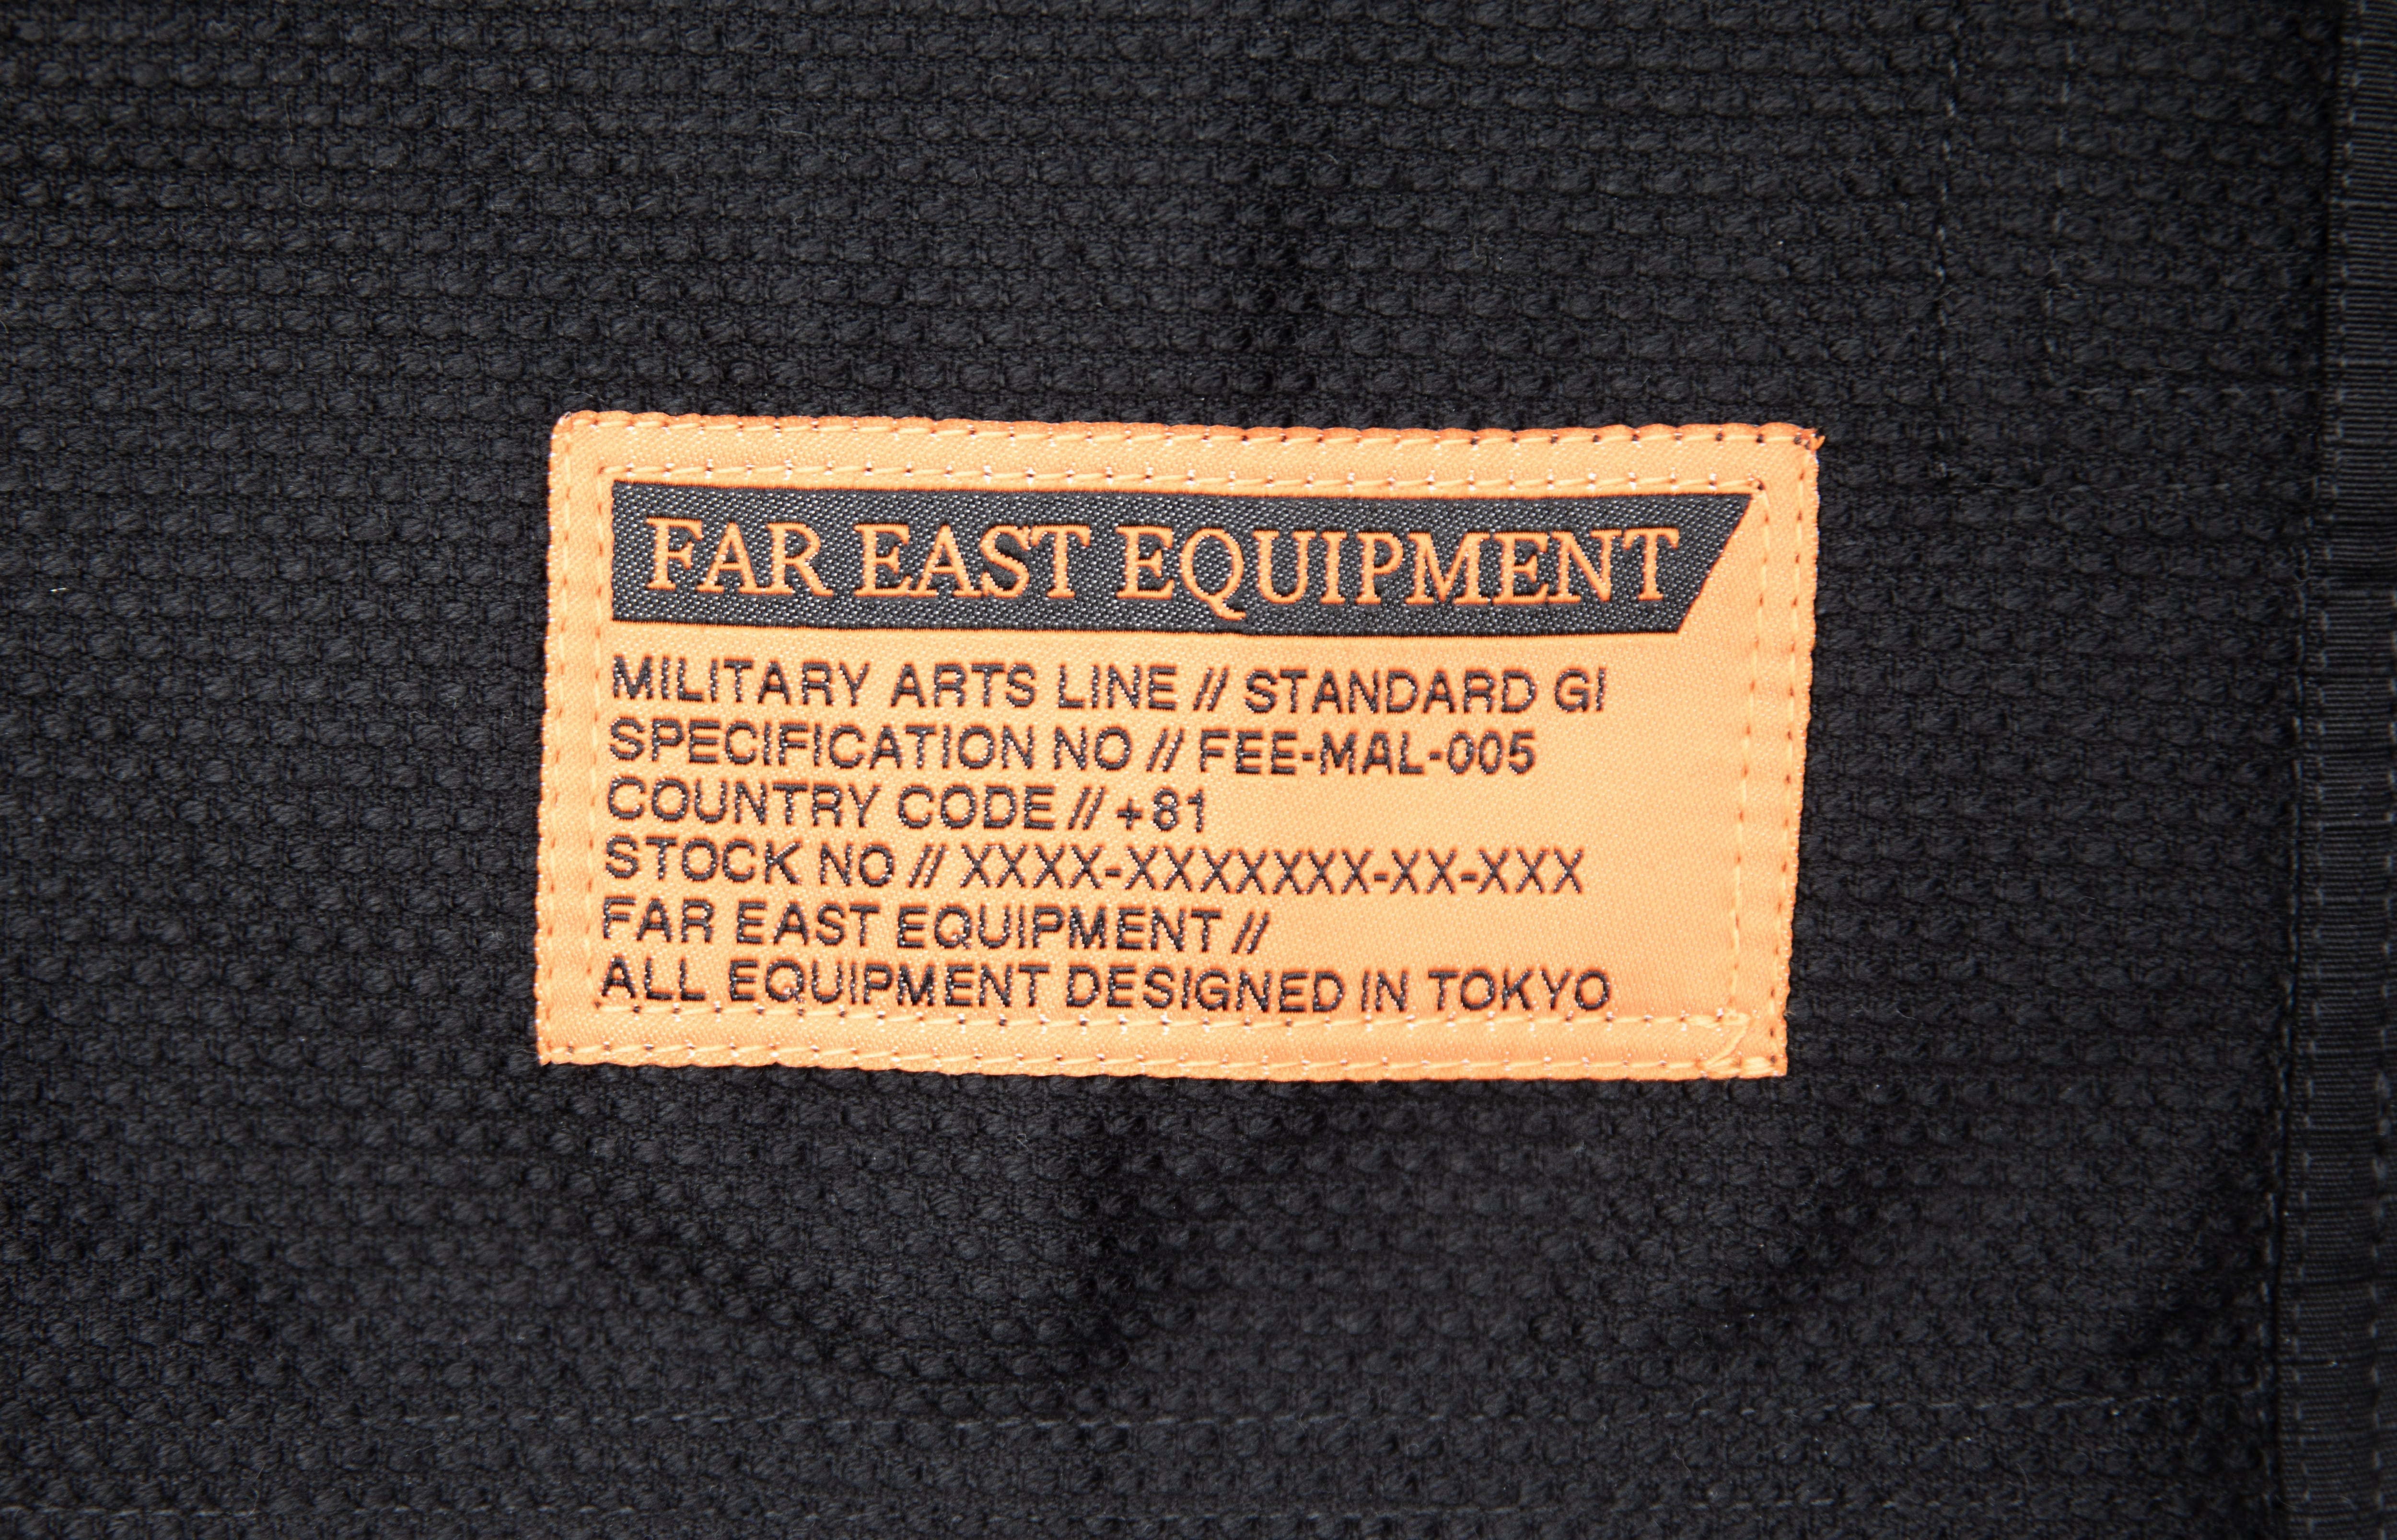 FAR EAST EQUIPMENT
MILITARY ARTS LINE // STANDARD GI
SPECIFICATION NO // FEE-MAL-005
COUNTRY CODE // +81
STOCK NO // XXXX-XXXXXXX-XX-XXX
FAR EAST EQUIPMENT //
ALL EQUIPMENT DESIGNED IN TOKYO